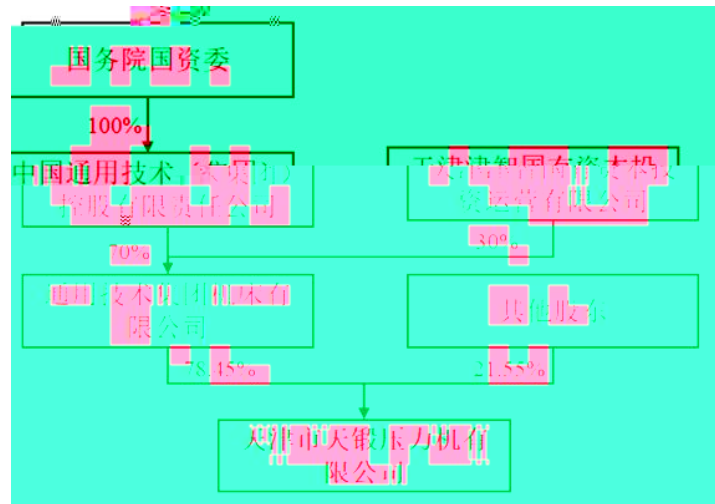 国务院国资委
100%
中国通用技术（集团）
控股有限责任公司
天津津智国有资本投
资运营有限公司
70%
30%
通用技术集团机床有
限公司
其他股东
78.45%
21.55%
天津市天锻压力机有
限公司